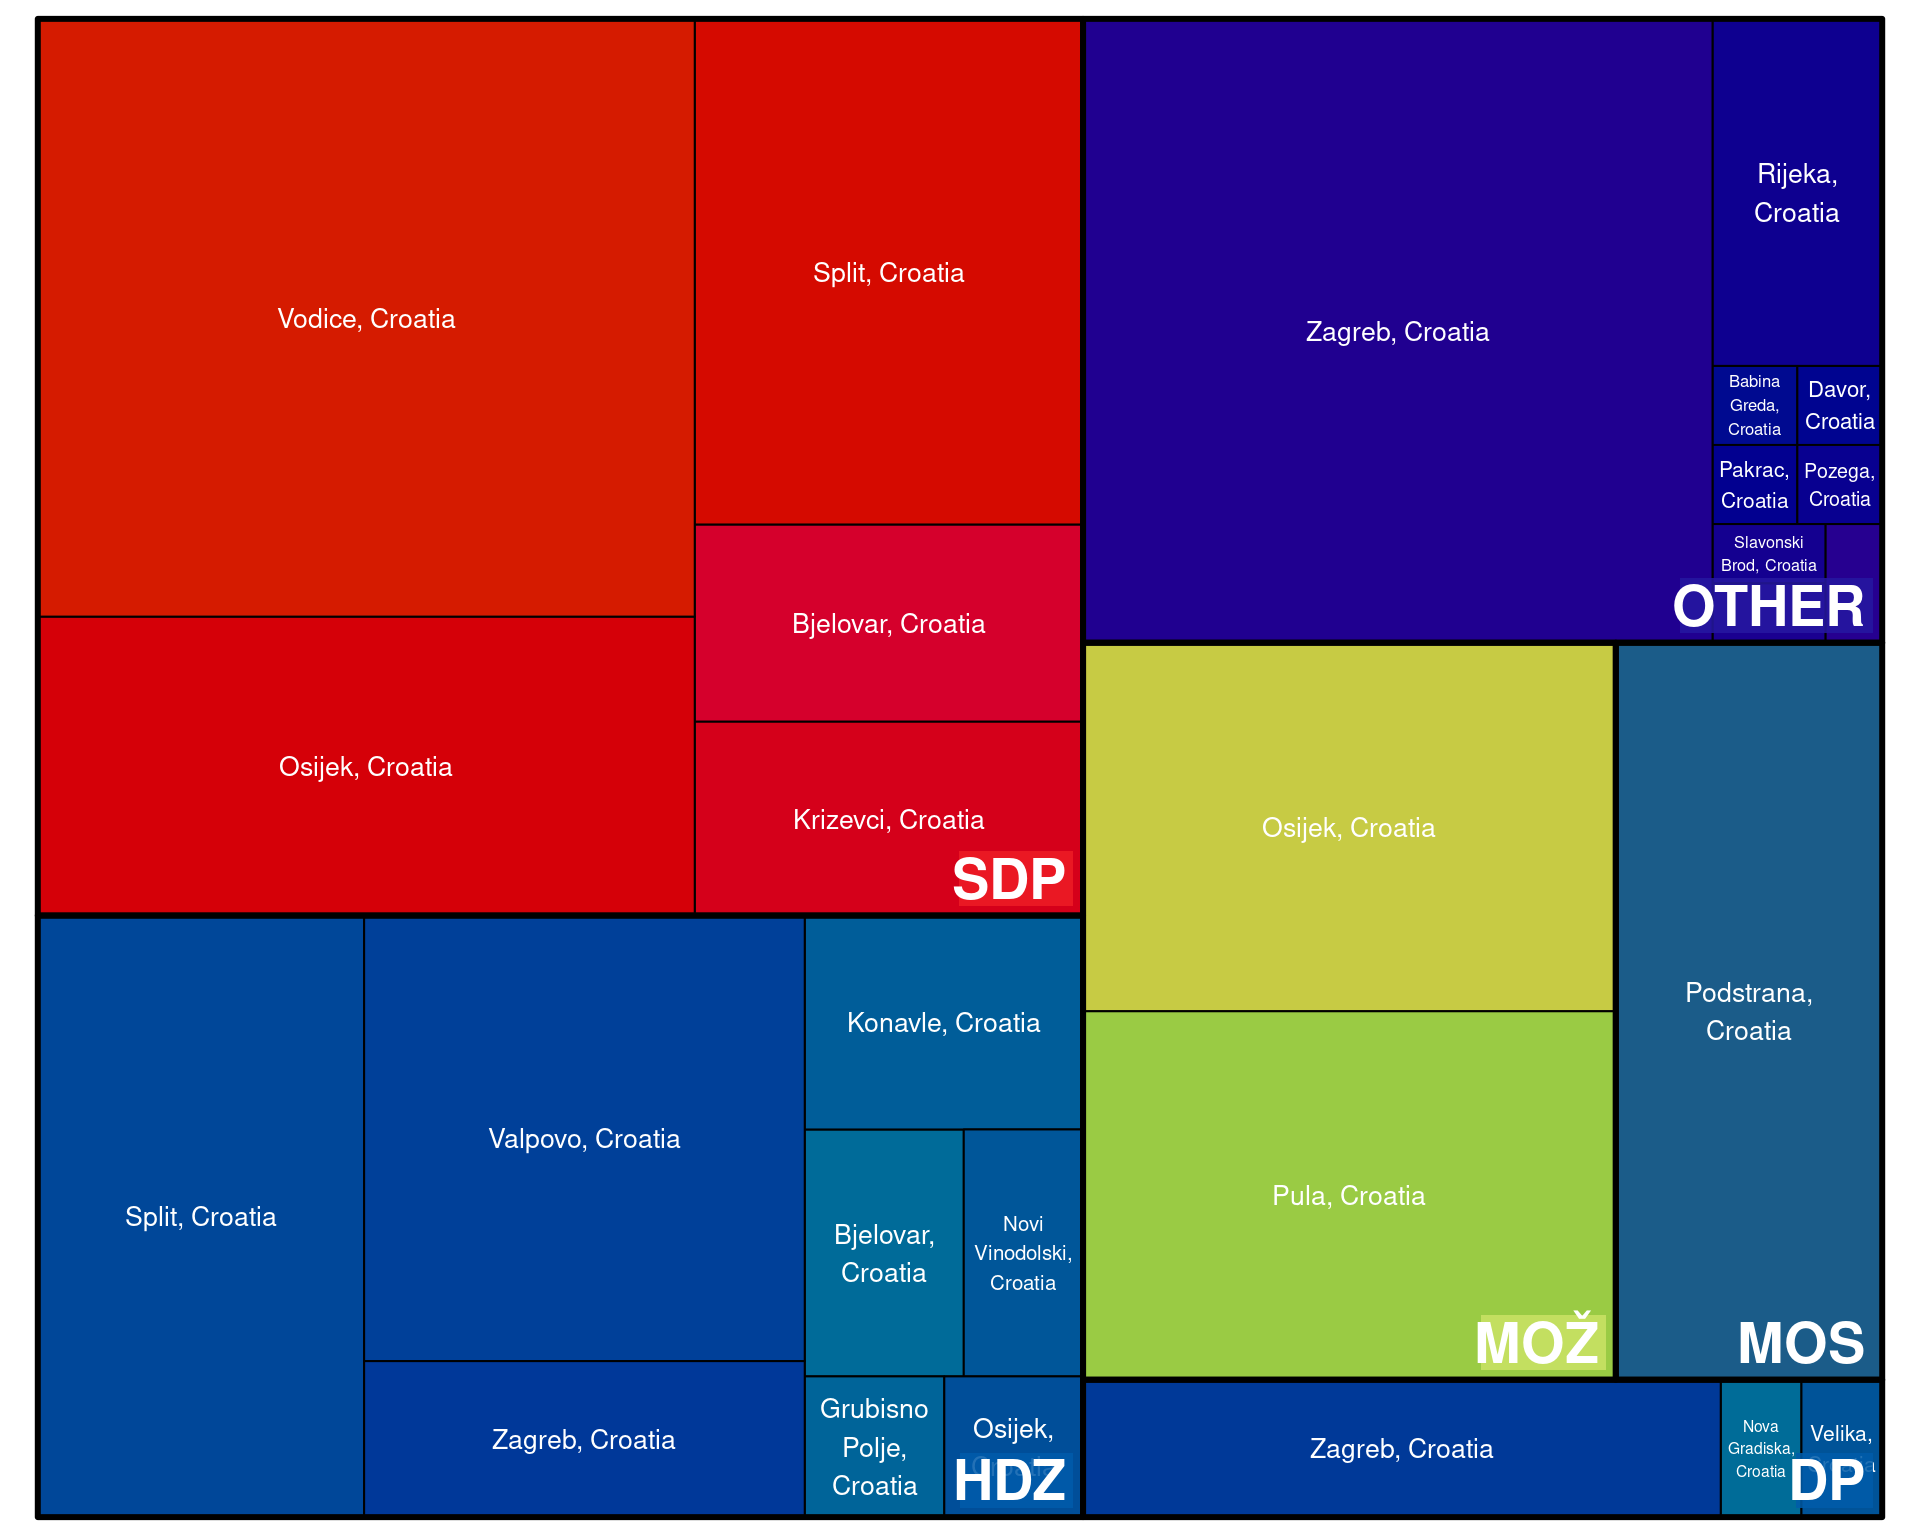 Vodice, Croatia
Split, Croatia
Bjelovar, Croatia
Osijek, Croatia
Krizevci, Croatia
SDP
Zagreb, Croatia
Rijeka,
Croatia
Babina
Greda,
Croatia
Davor,
Croatia
Pakrac,
Croatia
Pozega,
Croatia
Slavonski
Brod, Croatia
OTHER
Split, Croatia
Valpovo, Croatia
Zagreb, Croatia
Konavle, Croatia
Bjelovar,
Croatia
Novi
Vinodolski,
Croatia
Grubisno
Polje,
Croatia
Osijek,
HDZ
Osijek, Croatia
Pula, Croatia
MOŽ
Podstrana,
Croatia
MOS
Zagreb, Croatia
Nova
Gradiska,
Croatia
Velika,
DP